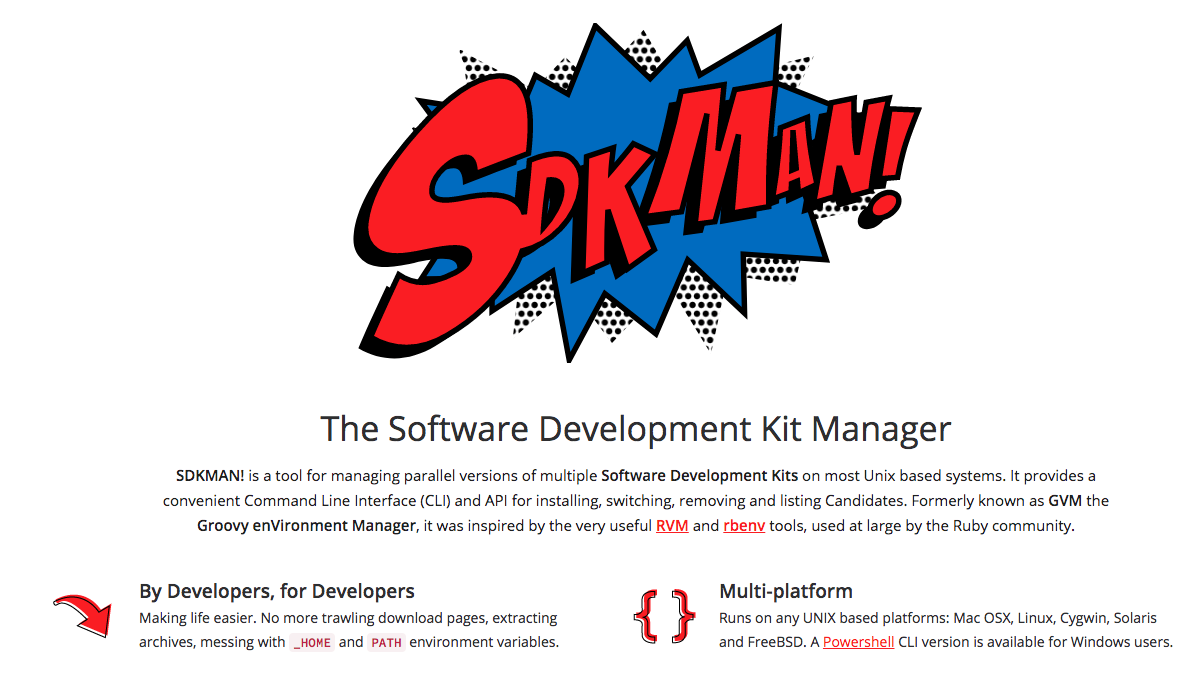 SDKMAN!
The Software Development Kit Manager
SDKMAN! is a tool for managing parallel versions of multiple Software Development Kits on most Unix based systems. It provides a
convenient Command Line Interface (CLI) and API for installing, switching, removing and listing Candidates. Formerly known as GVM the
Groovy enVironment Manager, it was inspired by the very useful RVM and rbenv tools, used at large by the Ruby community.
By Developers, for Developers
Making life easier. No more trawling download pages, extracting
archives, messing with _HOME and PATH environment variables.
Multi-platform
Runs on any UNIX based platforms: Mac OSX, Linux, Cygwin, Solaris
and FreeBSD. A Powershell CLI version is available for Windows users.